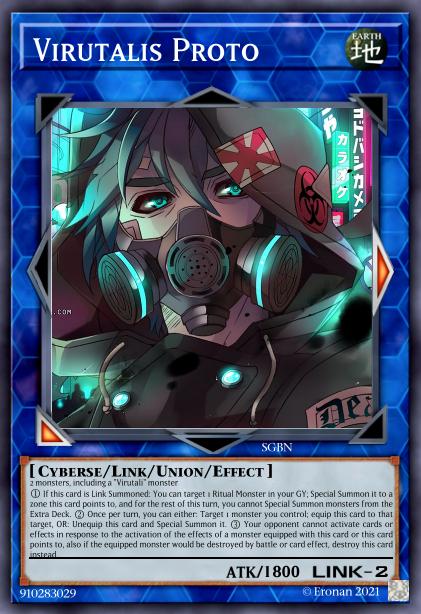 VIRUTALIS PROTO
EARTH
地
ヨドバシカメラ
カラオケ
や
.COM
Dea
SGBN
[ CYBERSE/LINK/UNION/EFFECT ]
2 monsters, including a "Virutali" monster
① If this card is Link Summoned: You can target 1 Ritual Monster in your GY; Special Summon it to a
zone this card points to, and for the rest of this turn, you cannot Special Summon monsters from the
Extra Deck. ② Once per turn, you can either: Target 1 monster you control; equip this card to that
target, OR: Unequip this card and Special Summon it. ③ Your opponent cannot activate cards or
effects in response to the activation of the effects of a monster equipped with this card or this card
points to, also if the equipped monster would be destroyed by battle or card effect, destroy this card
instead.
ATK/1800 LINK-2
910283029
© Eronan 2021